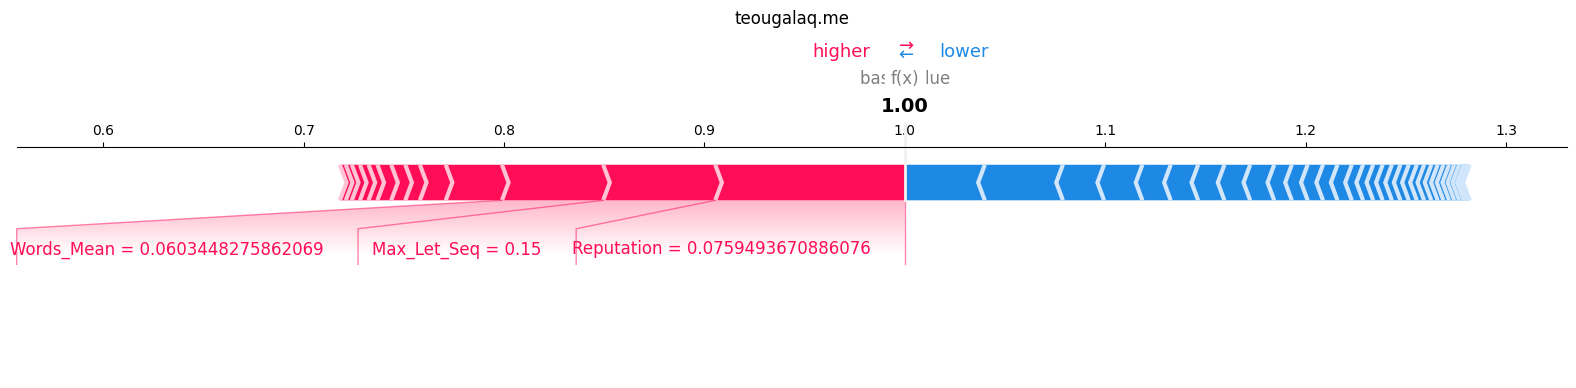 teougalaq.me
higher ⇄ lower
f(x)
1.00
0.6 0.7 0.8 0.9 1.0 1.1 1.2 1.3
Words_Mean = 0.0603448275862069 Max_Let_Seq = 0.15 Reputation = 0.0759493670886076